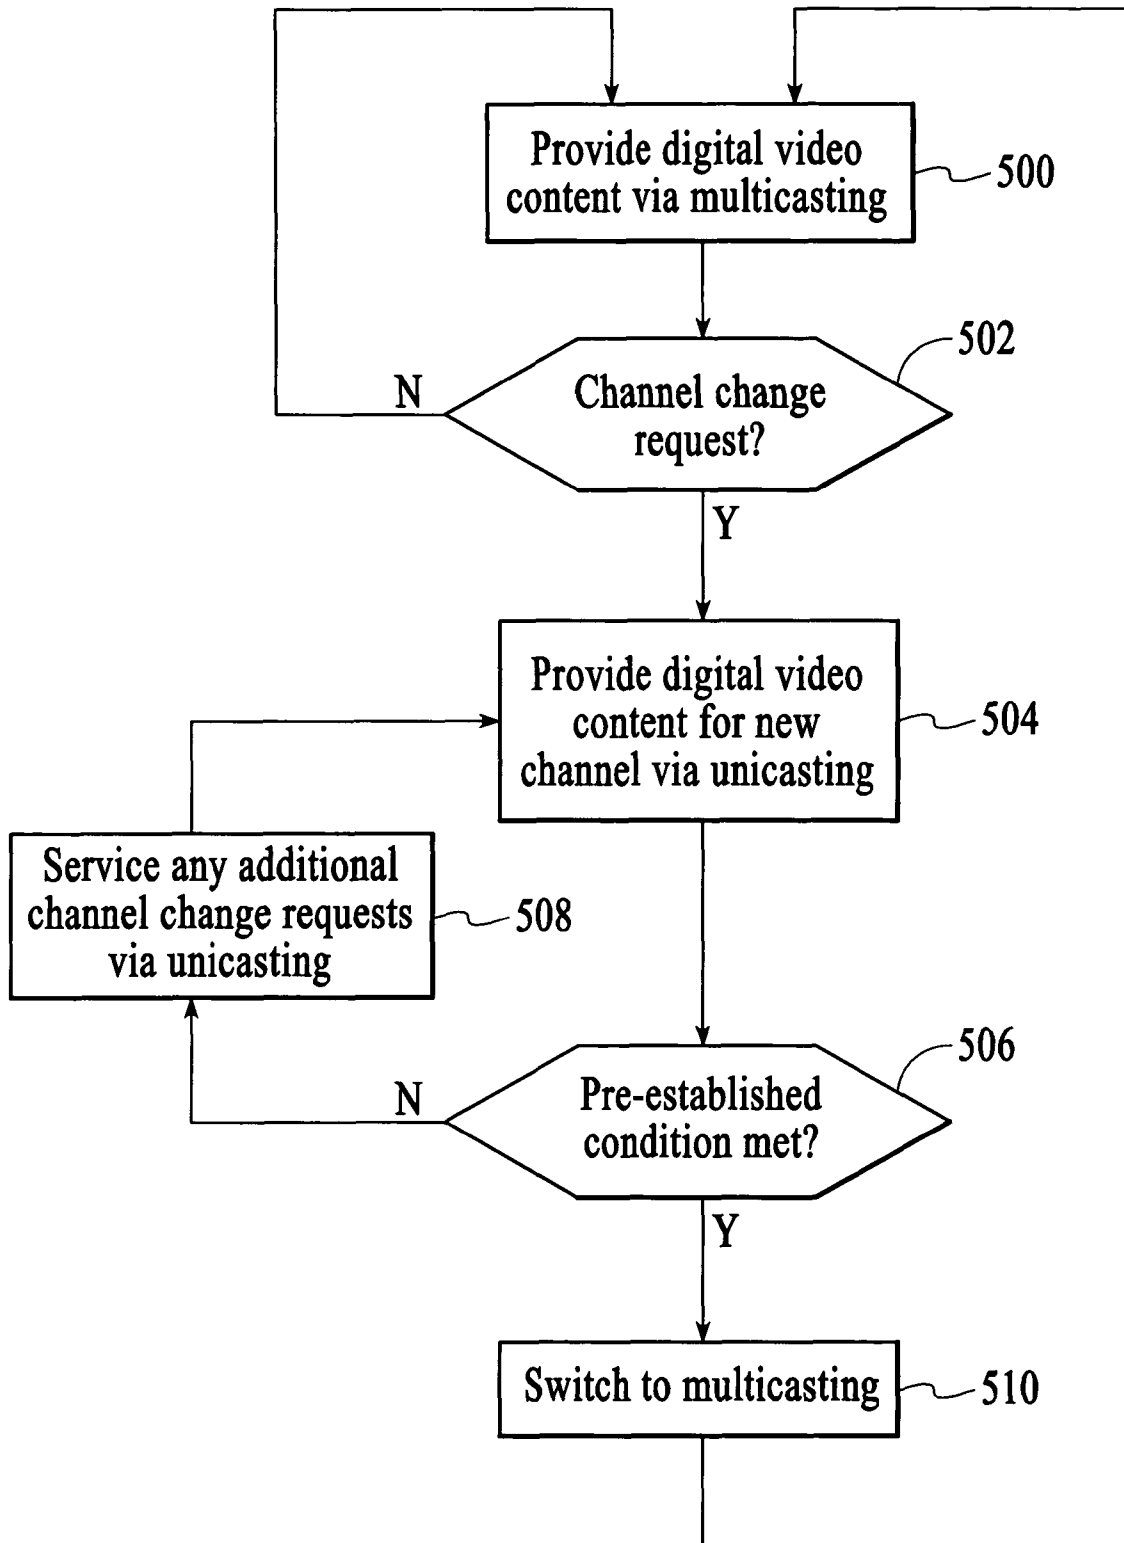 Provide digital video
content via multicasting
500
502
Channel change
request?
N
Y
Provide digital video
content for new
channel via unicasting
504
Service any additional
channel change requests
via unicasting
508
506
Pre-established
condition met?
N
Y
Switch to multicasting
510